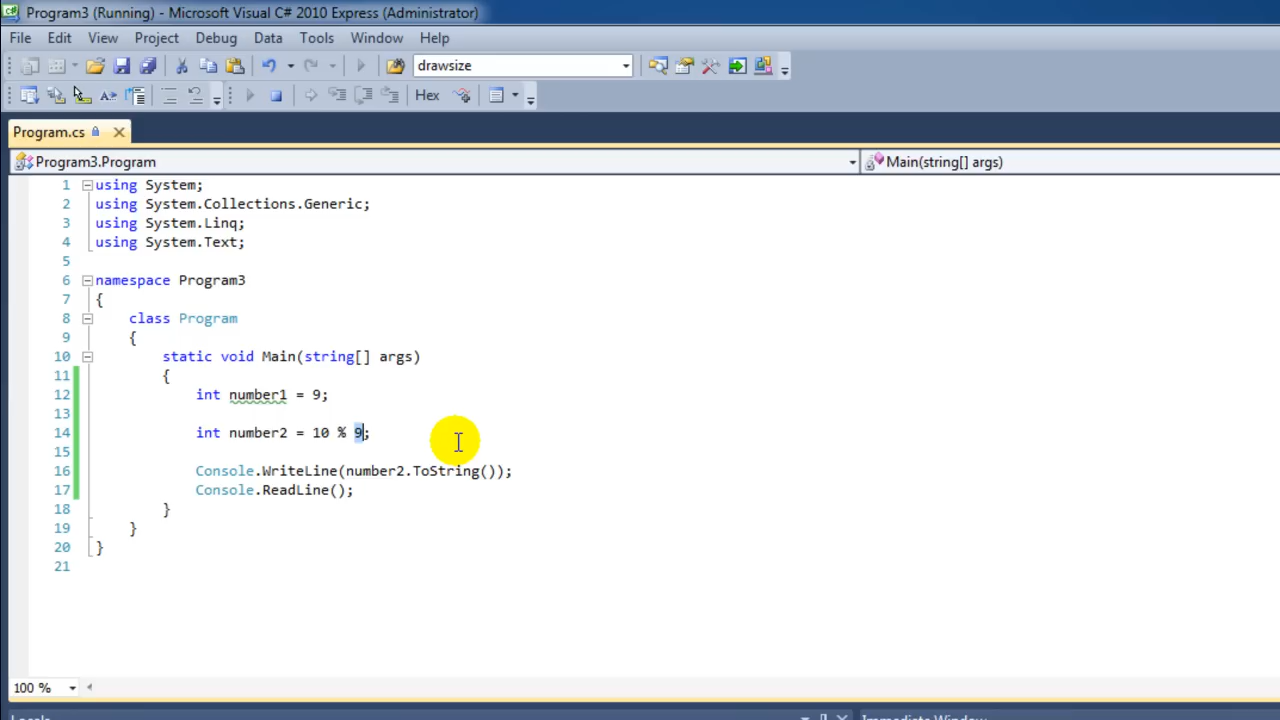 Program3 (Running) - Microsoft Visual C# 2010 Express (Administrator)
File Edit View Project Debug Data Tools Window Help
drawsize
Hex
Program.cs
Program3.Program Main(string[] args)
1 using System;
2 using System.Collections.Generic;
3 using System.Linq;
4 using System.Text;
5
6 namespace Program3
7 {
8 class Program
9 {
10 static void Main(string[] args)
11 {
12 int number1 = 9;
13
14 int number2 = 10 % 9;
15
16 Console.WriteLine(number2.ToString());
17 Console.ReadLine();
18 }
19 }
20 }
21
100 %
Locals Immediate Window